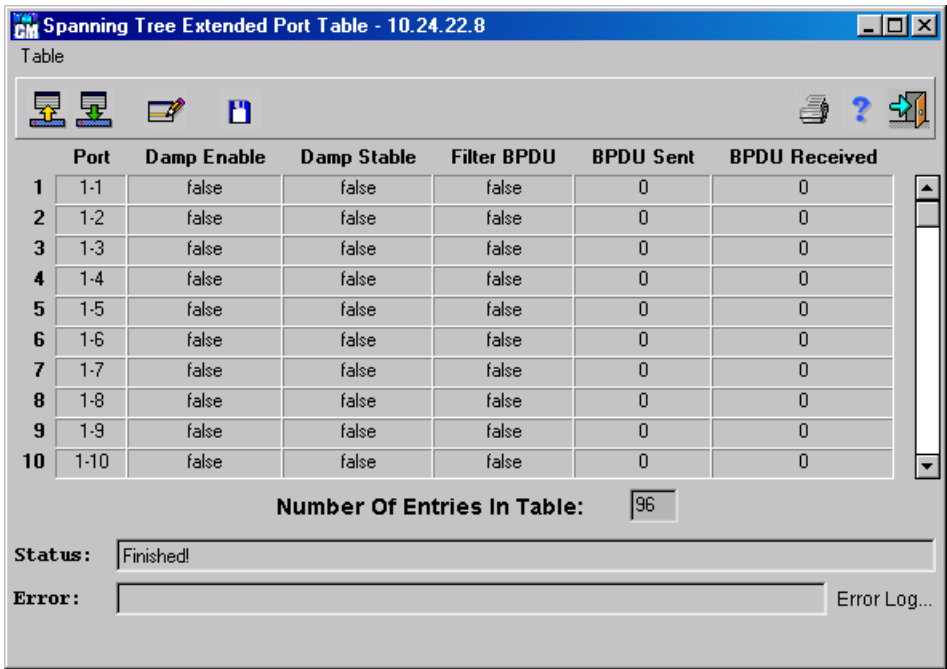 GM Spanning Tree Extended Port Table - 10.24.22.8
Table
Port Damp Enable Damp Stable Filter BPDU BPDU Sent BPDU Received
1 1-1 false false false 0 0
2 1-2 false false false 0 0
3 1-3 false false false 0 0
4 1-4 false false false 0 0
5 1-5 false false false 0 0
6 1-6 false false false 0 0
7 1-7 false false false 0 0
8 1-8 false false false 0 0
9 1-9 false false false 0 0
10 1-10 false false false 0 0
Number Of Entries In Table: 96
Status: Finished!
Error: Error Log...